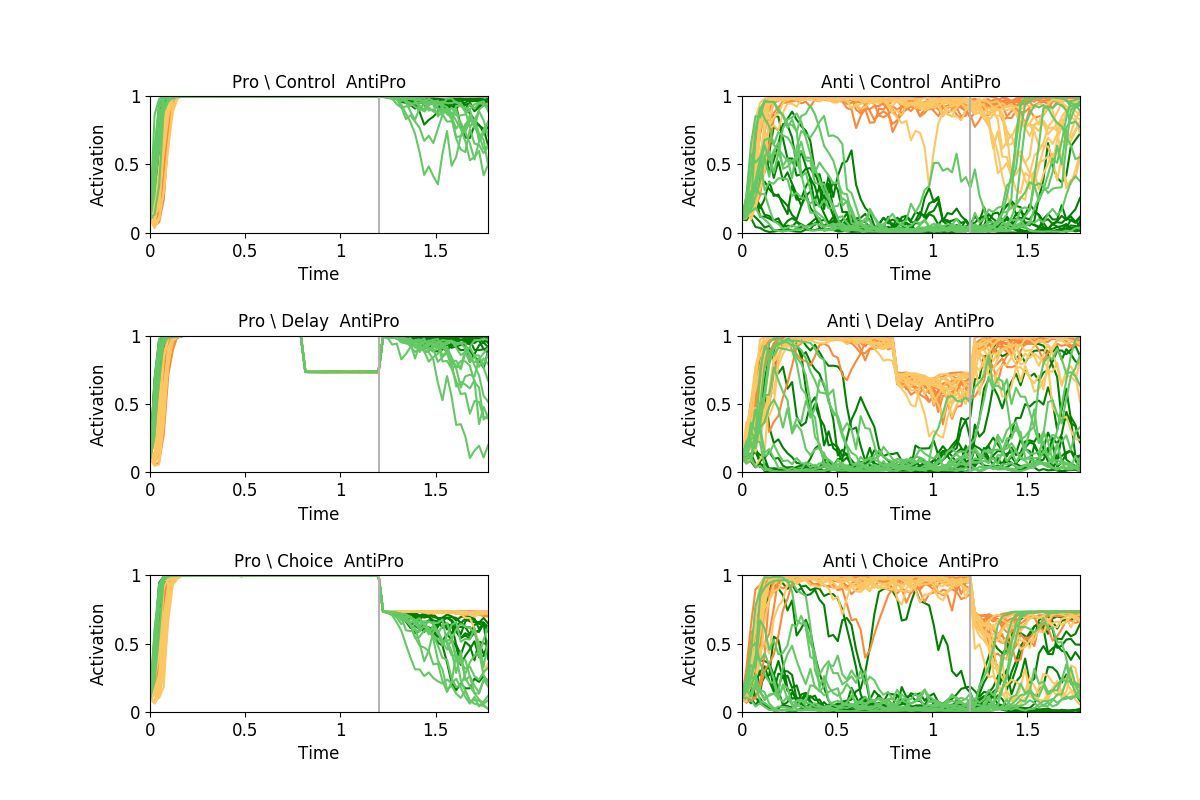 Pro \ Control  AntiPro
1
0.5
0
Activation
0
0.5
1
1.5
Time
Anti \ Control  AntiPro
1
0.5
0
Activation
0
0.5
1
1.5
Time
Pro \ Delay  AntiPro
1
0.5
0
Activation
0
0.5
1
1.5
Time
Anti \ Delay  AntiPro
1
0.5
0
Activation
0
0.5
1
1.5
Time
Pro \ Choice  AntiPro
1
0.5
0
Activation
0
0.5
1
1.5
Time
Anti \ Choice  AntiPro
1
0.5
0
Activation
0
0.5
1
1.5
Time